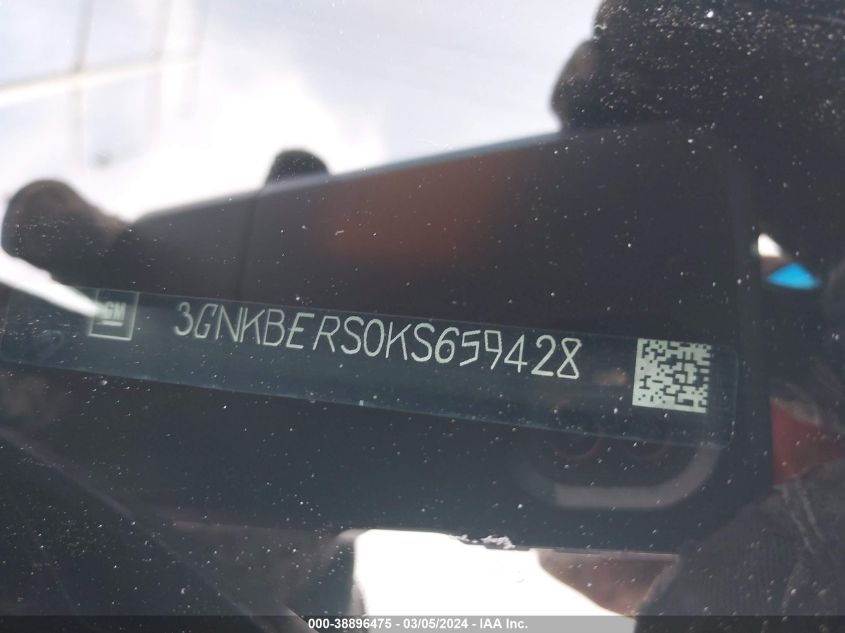 GM
3GNKBERS0KS659428
000-38896475 - 03/05/2024 - IAA Inc.